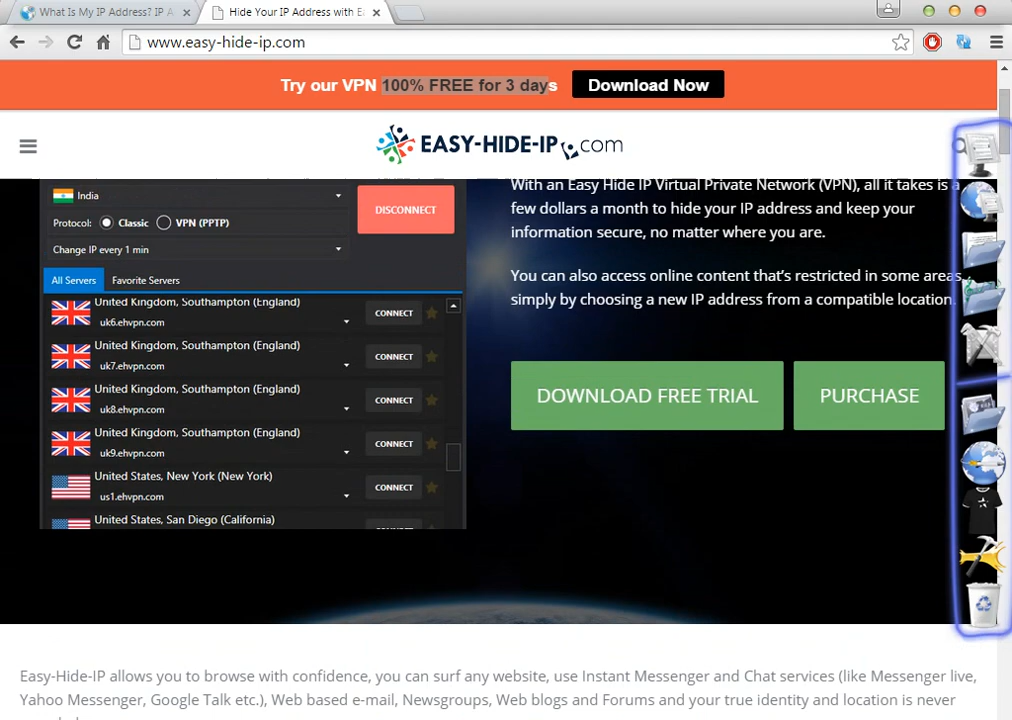 What Is My IP Address? IP A
Hide Your IP Address with Ea
www.easy-hide-ip.com
Try our VPN 100% FREE for 3 days
Download Now
EASY-HIDE-IP.com
India
DISCONNECT
Protocol: Classic VPN (PPTP)
Change IP every 1 min
All Servers Favorite Servers
United Kingdom, Southampton (England)
uk6.ehvpn.com
CONNECT
United Kingdom, Southampton (England)
uk7.ehvpn.com
CONNECT
United Kingdom, Southampton (England)
uk8.ehvpn.com
CONNECT
United Kingdom, Southampton (England)
uk9.ehvpn.com
CONNECT
United States, New York (New York)
us1.ehvpn.com
CONNECT
United States, San Diego (California)
With an Easy Hide IP Virtual Private Network (VPN), all it takes is a
few dollars a month to hide your IP address and keep your
information secure, no matter where you are.
You can also access online content that's restricted in some areas
simply by choosing a new IP address from a compatible location.
DOWNLOAD FREE TRIAL
PURCHASE
Easy-Hide-IP allows you to browse with confidence, you can surf any website, use Instant Messenger and Chat services (like Messenger live,
Yahoo Messenger, Google Talk etc.), Web based e-mail, Newsgroups, Web blogs and Forums and your true identity and location is never